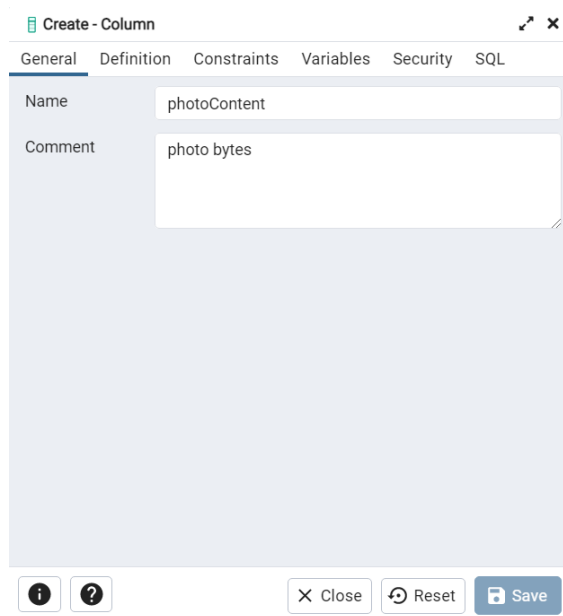 Create - Column
General Definition Constraints Variables Security SQL
Name photoContent
Comment photo bytes
Close Reset Save